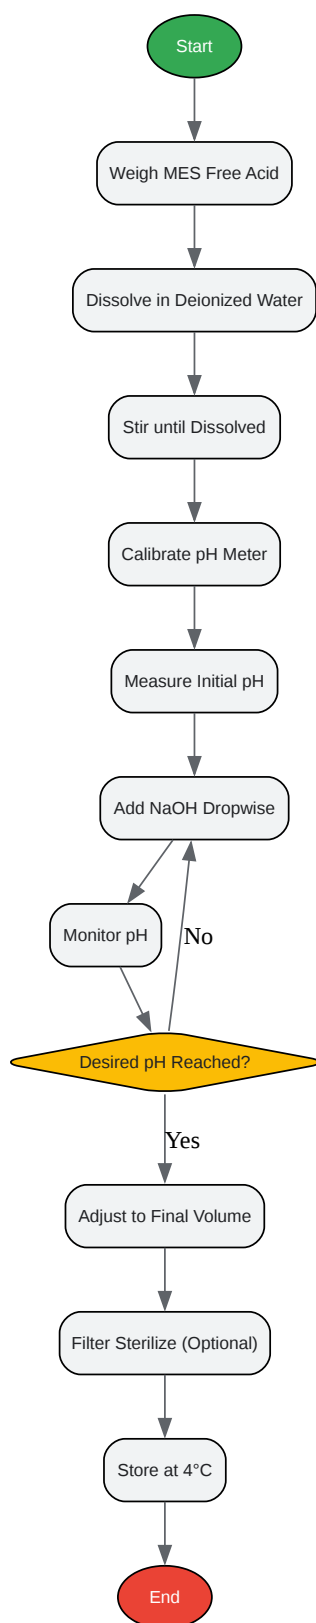 Start
Weigh MES Free Acid
Dissolve in Deionized Water
Stir until Dissolved
Calibrate pH Meter
Measure Initial pH
Add NaOH Dropwise
Monitor pH
No
Desired pH Reached?
Yes
Adjust to Final Volume
Filter Sterilize (Optional)
Store at 4°C
End